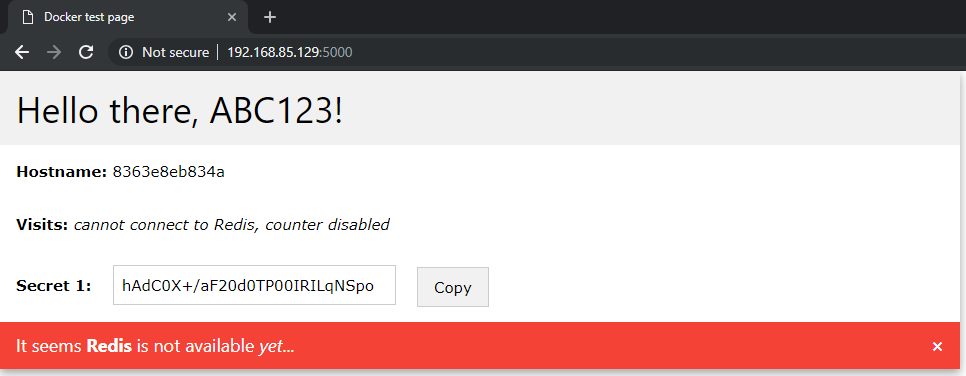 Docker test page
Not secure | 192.168.85.129:5000
Hello there, ABC123!
Hostname: 8363e8eb834a
Visits: cannot connect to Redis, counter disabled
Secret 1: hAdC0X+/aF20d0TP00IRILqNSpo Copy
It seems Redis is not available yet...